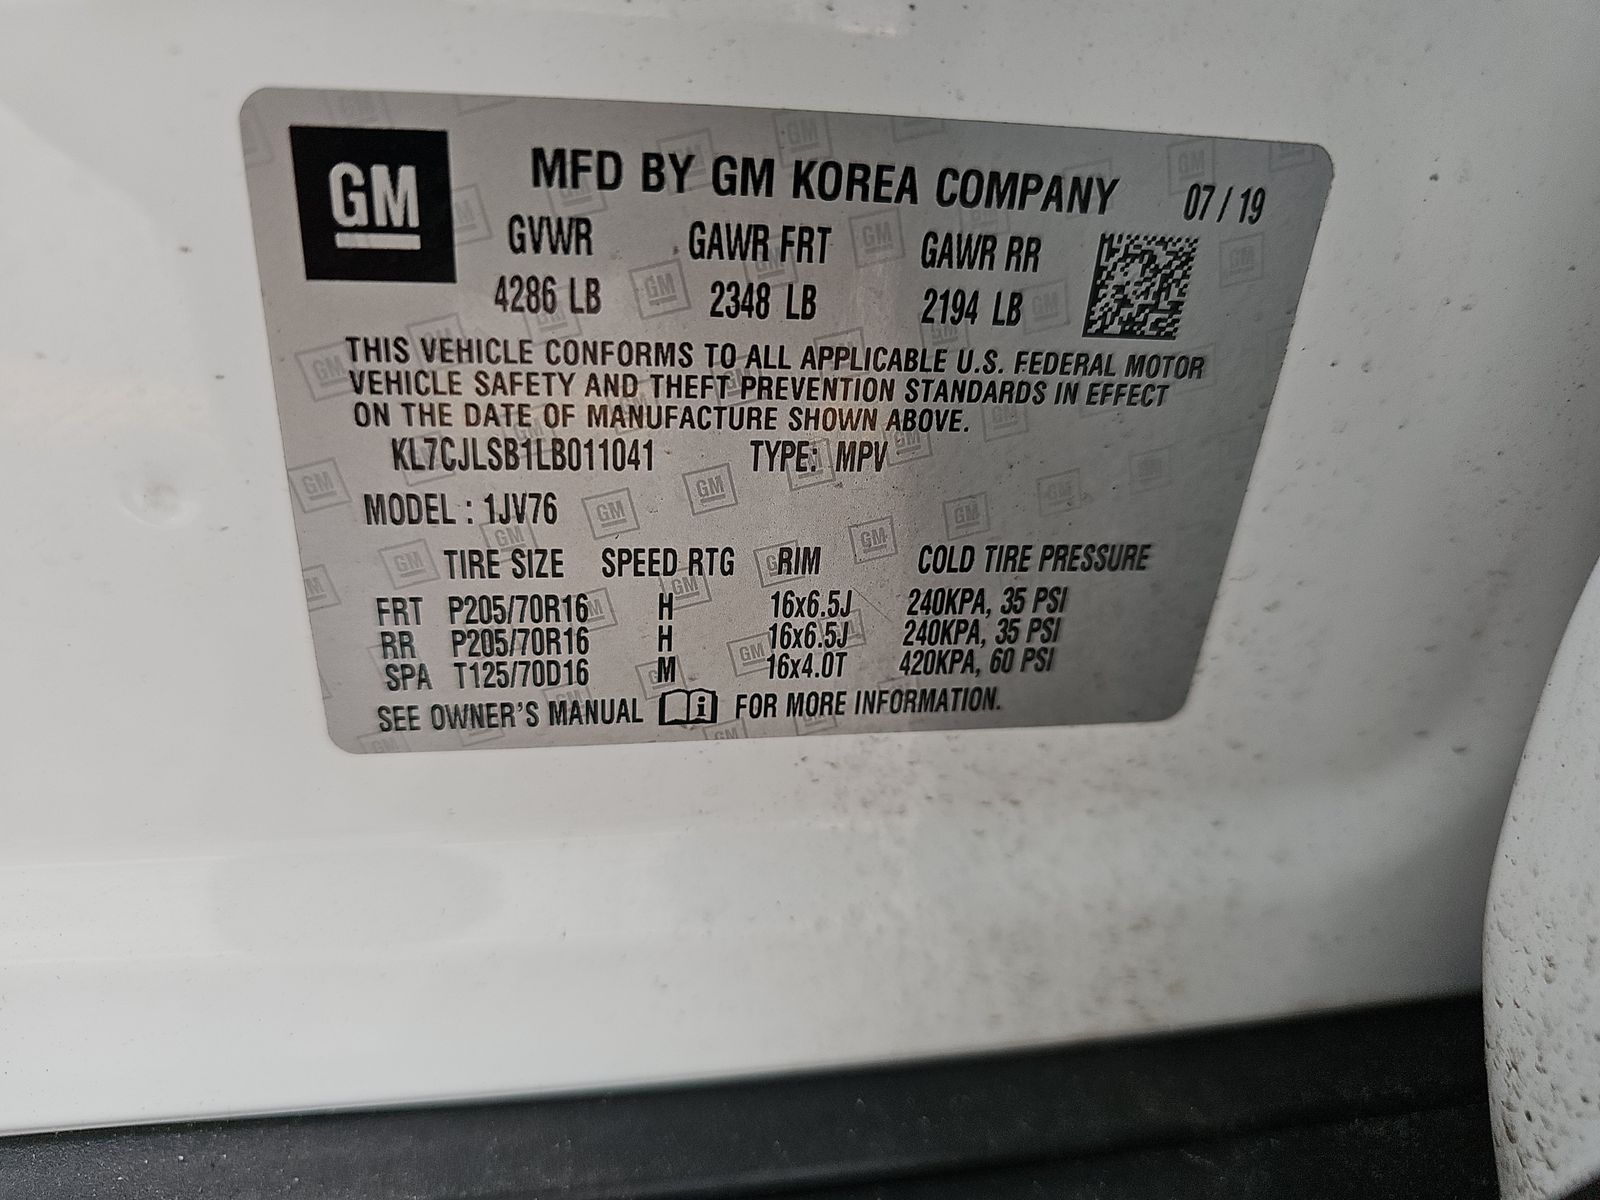 GM
MFD BY GM KOREA COMPANY 07/19
GVWR GAWR FRT GAWR RR
4286 LB 2348 LB 2194 LB
THIS VEHICLE CONFORMS TO ALL APPLICABLE U.S. FEDERAL MOTOR
VEHICLE SAFETY AND THEFT PREVENTION STANDARDS IN EFFECT
ON THE DATE OF MANUFACTURE SHOWN ABOVE.
KL7CJLSB1LB011041 TYPE: MPV
MODEL : 1JV76
TIRE SIZE SPEED RTG RIM COLD TIRE PRESSURE
FRT P205/70R16 H 16x6.5J 240KPA, 35 PSI
RR P205/70R16 H 16x6.5J 240KPA, 35 PSI
SPA T125/70D16 M 16x4.0T 420KPA, 60 PSI
SEE OWNER'S MANUAL i FOR MORE INFORMATION.